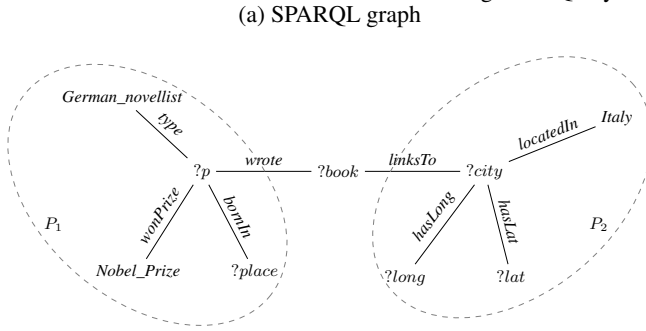 (a) SPARQL graph
German_novellist
type
Italy
locatedIn
?p
wrote
?book
linksTo
?city
wonPrize
bornIn
hasLong
hasLat
P1
P2
Nobel_Prize
?place
?long
?lat